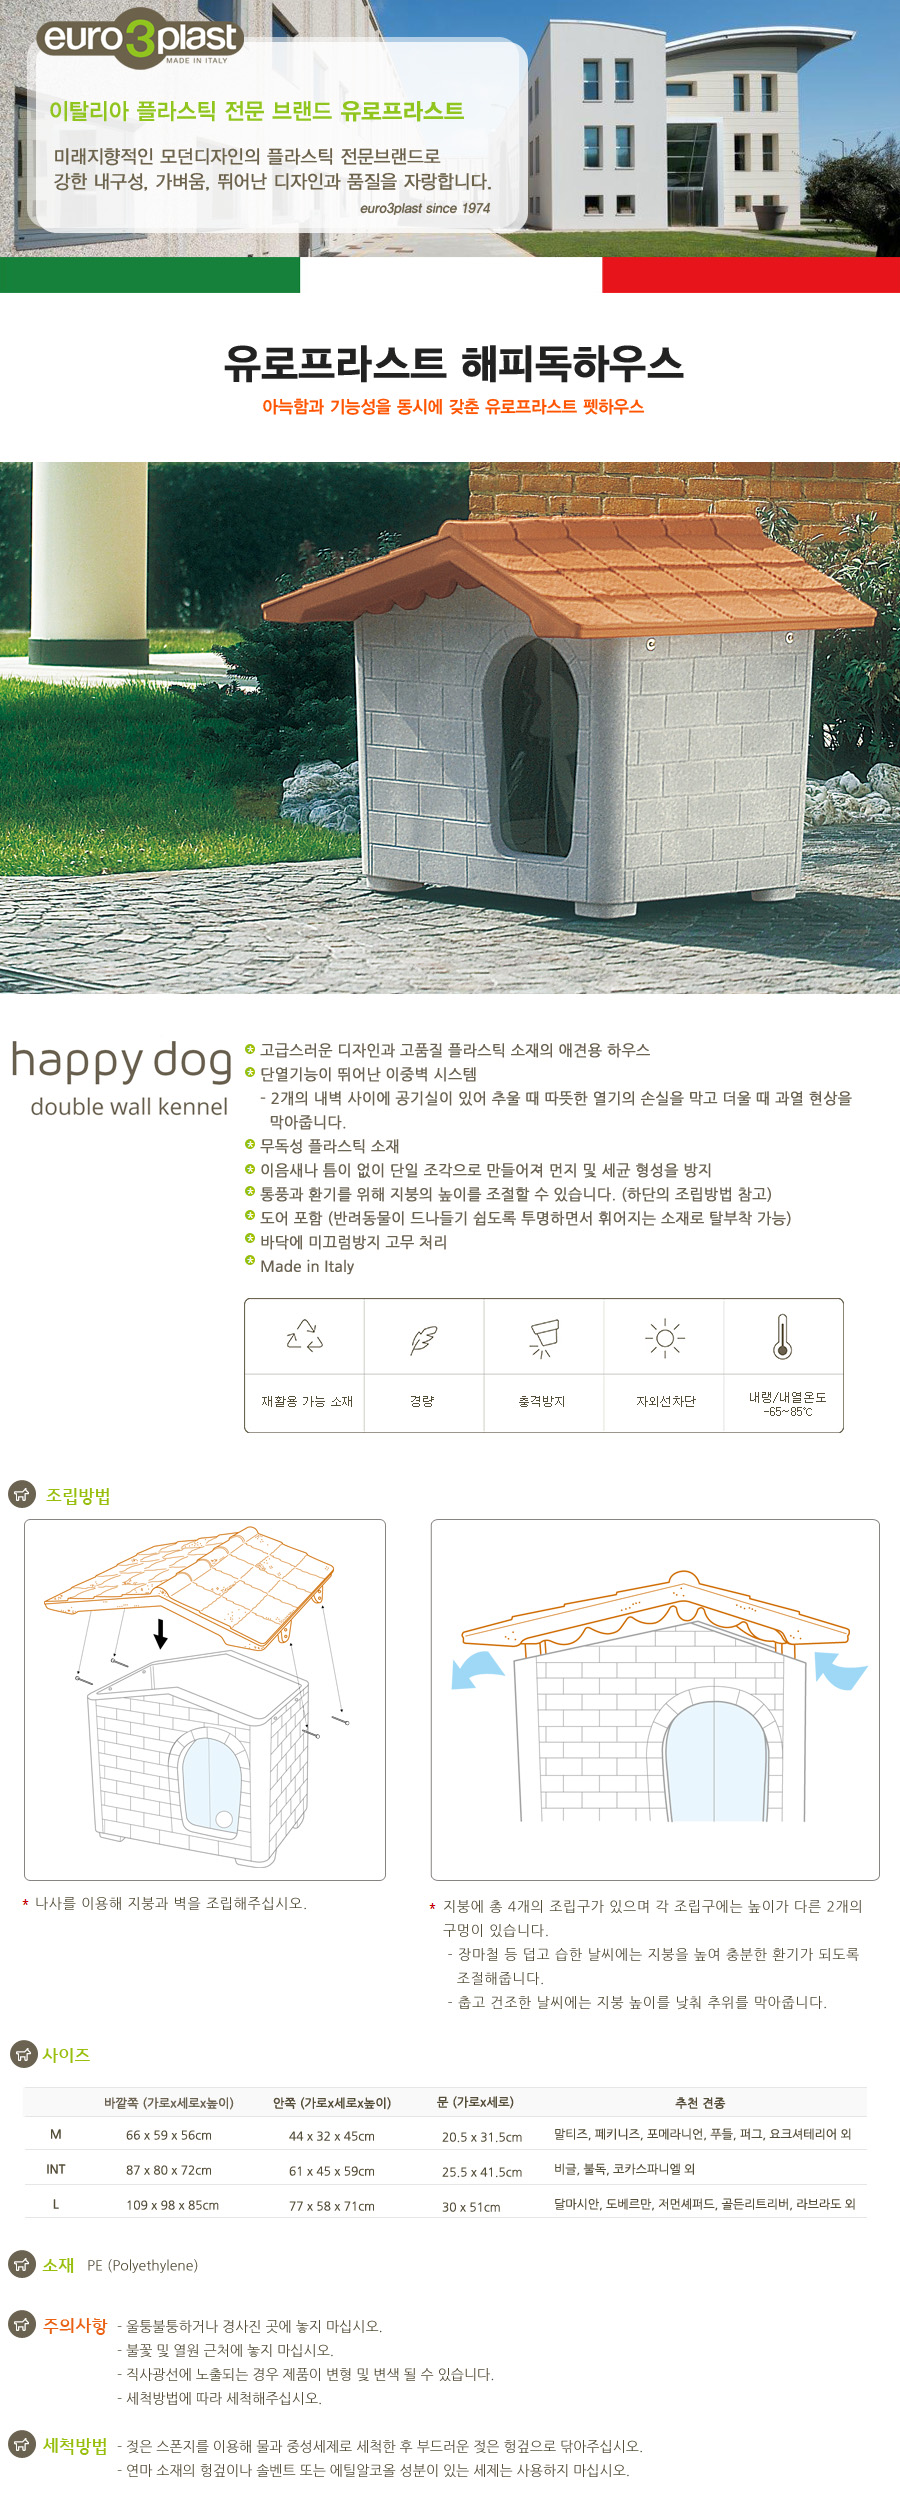 euro3plast
MADE IN ITALY
이탈리아 플라스틱 전문 브랜드 유로프라스트
미래지향적인 모던디자인의 플라스틱 전문브랜드로
강한 내구성, 가벼움, 뛰어난 디자인과 품질을 자랑합니다.
euro3plast since 1974
유로프라스트 해피독하우스
아늑함과 기능성을 동시에 갖춘 유로프라스트 펫하우스
happy dog
double wall kennel
고급스러운 디자인과 고품질 플라스틱 소재의 애견용 하우스
단열기능이 뛰어난 이중벽 시스템
- 2개의 내벽 사이에 공기실이 있어 추울 때 따뜻한 열기의 손실을 막고 더울 때 과열 현상을
막아줍니다.
무독성 플라스틱 소재
이음새나 틈이 없이 단일 조각으로 만들어져 먼지 및 세균 형성을 방지
통풍과 환기를 위해 지붕의 높이를 조절할 수 있습니다. (하단의 조립방법 참고)
도어 포함 (반려동물이 드나들기 쉽도록 투명하면서 휘어지는 소재로 탈부착 가능)
바닥에 미끄럼방지 고무 처리
Made in Italy
재활용 가능 소재 경량 충격방지 자외선차단 내랭/내열온도
-65~85℃
조립방법
* 나사를 이용해 지붕과 벽을 조립해주십시오.
* 지붕에 총 4개의 조립구가 있으며 각 조립구에는 높이가 다른 2개의
구멍이 있습니다.
- 장마철 등 덥고 습한 날씨에는 지붕을 높여 충분한 환기가 되도록
조절해줍니다.
- 춥고 건조한 날씨에는 지붕 높이를 낮춰 추위를 막아줍니다.
사이즈
바깥쪽 (가로x세로x높이) 안쪽 (가로x세로x높이) 문 (가로x세로) 추천 견종
M 66 x 59 x 56cm 44 x 32 x 45cm 20.5 x 31.5cm 말티즈, 페키니즈, 포메라니언, 푸들, 퍼그, 요크셔테리어 외
INT 87 x 80 x 72cm 61 x 45 x 59cm 25.5 x 41.5cm 비글, 불독, 코카스파니엘 외
L 109 x 98 x 85cm 77 x 58 x 71cm 30 x 51cm 달마시안, 도베르만, 저먼셰퍼드, 골든리트리버, 라브라도 외
소재 PE (Polyethylene)
주의사항 - 울퉁불퉁하거나 경사진 곳에 놓지 마십시오.
- 불꽃 및 열원 근처에 놓지 마십시오.
- 직사광선에 노출되는 경우 제품이 변형 및 변색 될 수 있습니다.
- 세척방법에 따라 세척해주십시오.
세척방법 - 젖은 스폰지를 이용해 물과 중성세제로 세척한 후 부드러운 젖은 헝겊으로 닦아주십시오.
- 연마 소재의 헝겊이나 솔벤트 또는 에틸알코올 성분이 있는 세제는 사용하지 마십시오.